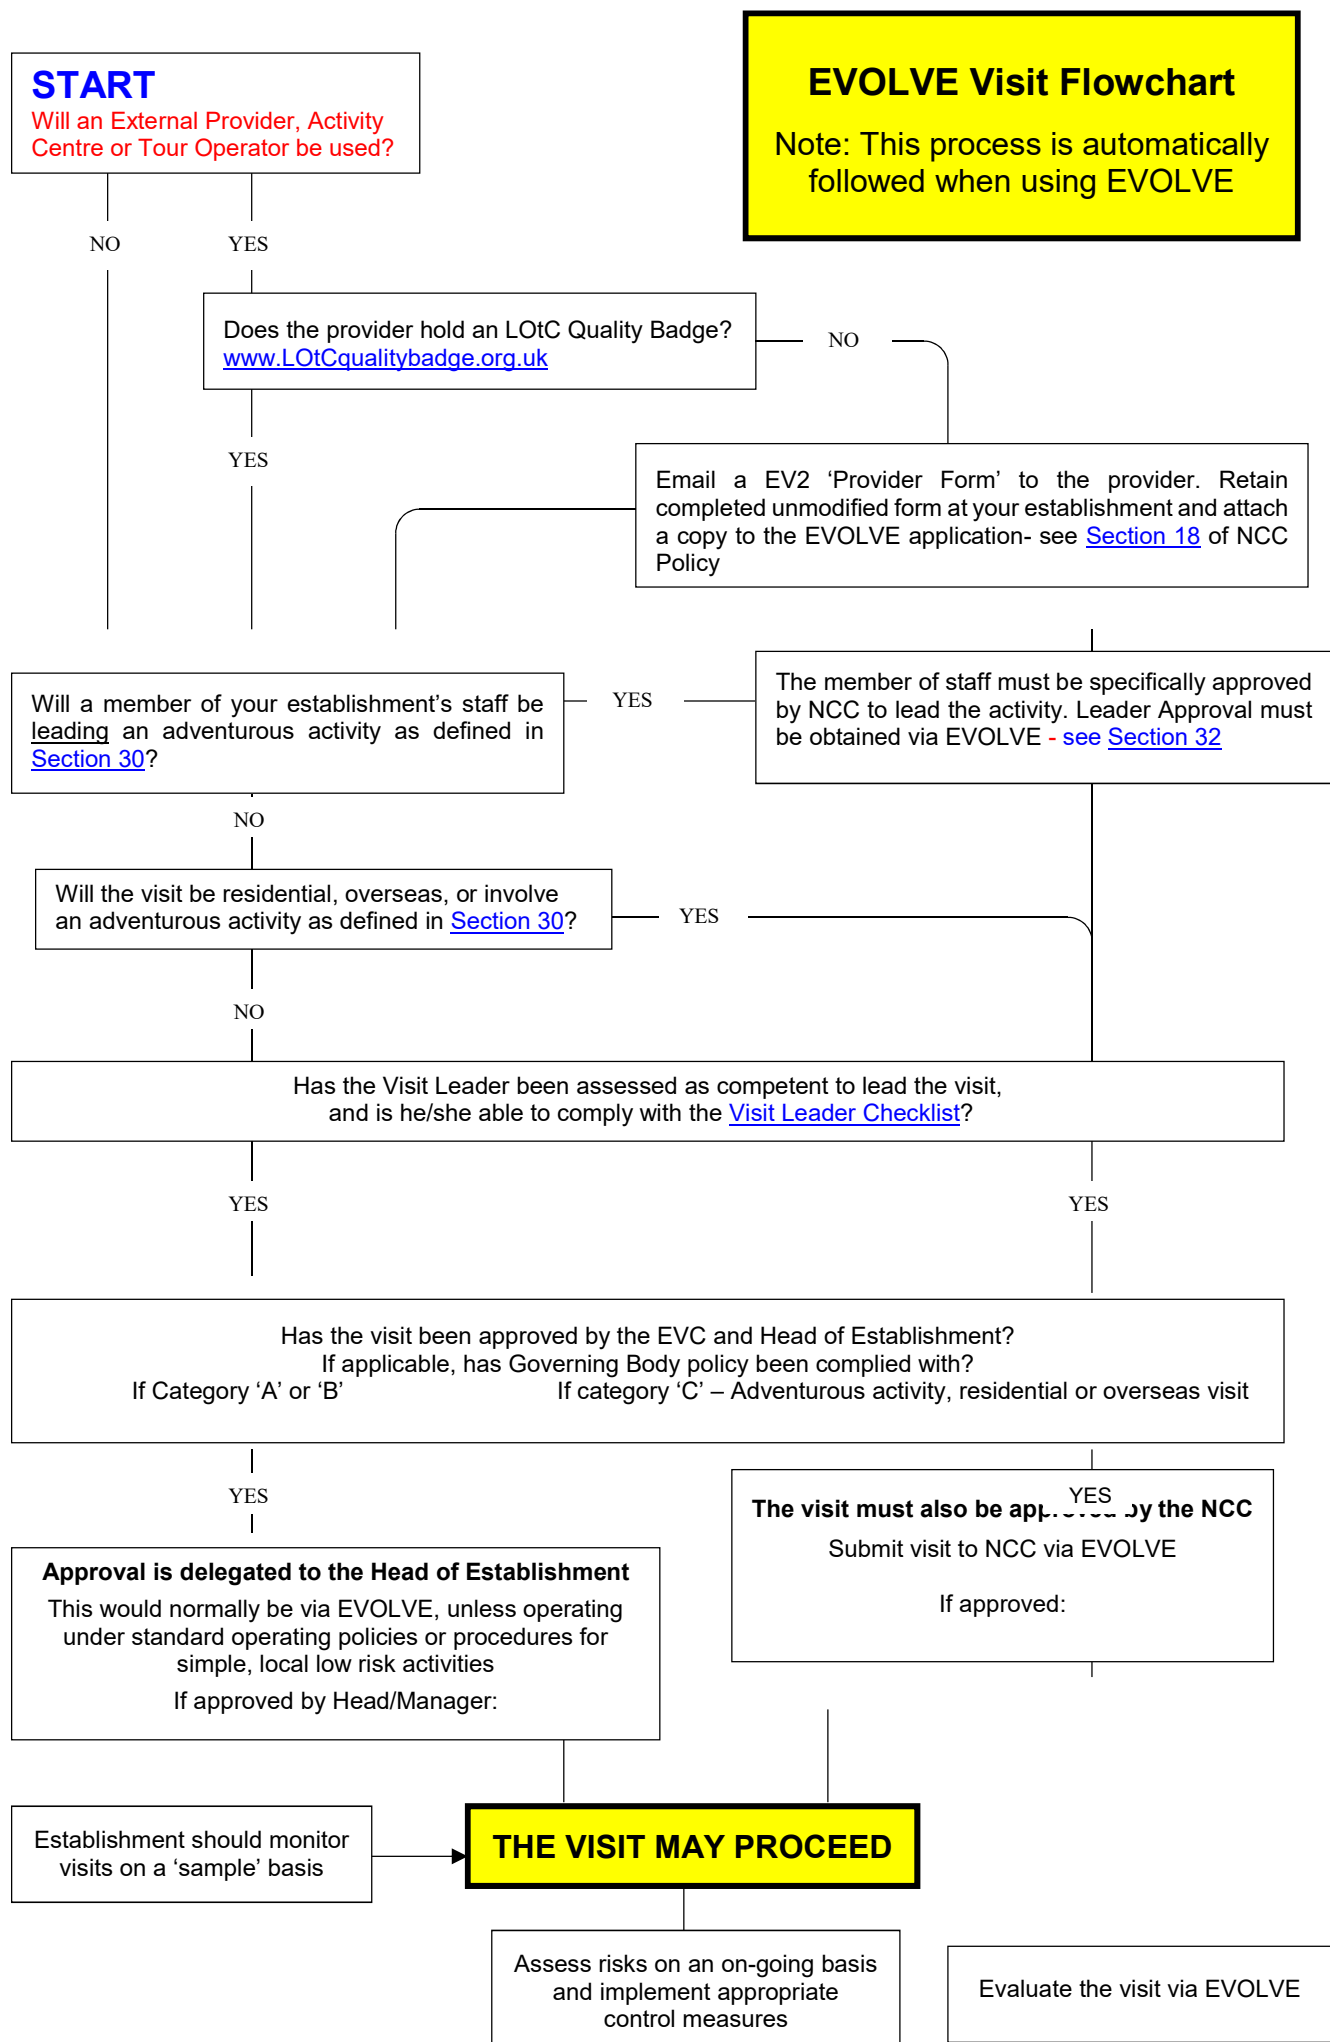 START
Will an External Provider, Activity
Centre or Tour Operator be used?
EVOLVE Visit Flowchart
Note: This process is automatically
followed when using EVOLVE
NO
YES
Does the provider hold an LOtC Quality Badge?
www.LOtCqualitybadge.org.uk
NO
YES
Email a EV2 ‘Provider Form’ to the provider. Retain
completed unmodified form at your establishment and attach
a copy to the EVOLVE application- see Section 18 of NCC
Policy
Will a member of your establishment’s staff be
leading an adventurous activity as defined in
Section 30?
YES
The member of staff must be specifically approved
by NCC to lead the activity. Leader Approval must
be obtained via EVOLVE - see Section 32
NO
Will the visit be residential, overseas, or involve
an adventurous activity as defined in Section 30?
YES
NO
Has the Visit Leader been assessed as competent to lead the visit,
and is he/she able to comply with the Visit Leader Checklist?
YES
YES
Has the visit been approved by the EVC and Head of Establishment?
If applicable, has Governing Body policy been complied with?
If Category ‘A’ or ‘B’
If category ‘C’ – Adventurous activity, residential or overseas visit
YES
YES
The visit must also be approved by the NCC
Submit visit to NCC via EVOLVE
If approved:
Approval is delegated to the Head of Establishment
This would normally be via EVOLVE, unless operating
under standard operating policies or procedures for
simple, local low risk activities
If approved by Head/Manager:
Establishment should monitor
visits on a ‘sample’ basis
THE VISIT MAY PROCEED
Assess risks on an on-going basis
and implement appropriate
control measures
Evaluate the visit via EVOLVE